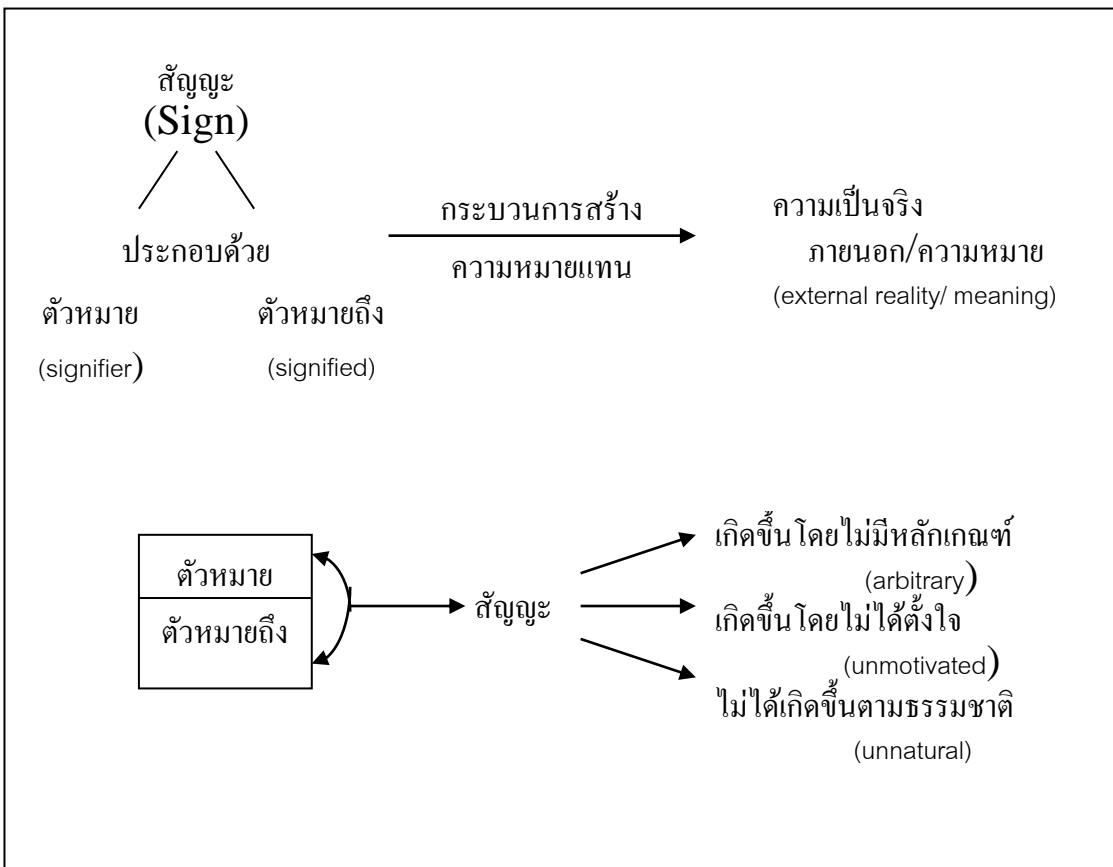 สัญญะ
(Sign)
ประกอบด้วย
ตัวหมาย ตัวหมายถึง
(signifier) (signified)
กระบวนการสร้าง
ความหมายแทน
ความเป็นจริง
ภายนอก/ความหมาย
(external reality/ meaning)
ตัวหมาย
ตัวหมายถึง
สัญญะ
เกิดขึ้นโดยไม่มีหลักเกณฑ์
(arbitrary)
เกิดขึ้นโดยไม่ได้ตั้งใจ
(unmotivated)
ไม่ได้เกิดขึ้นตามธรรมชาติ
(unnatural)